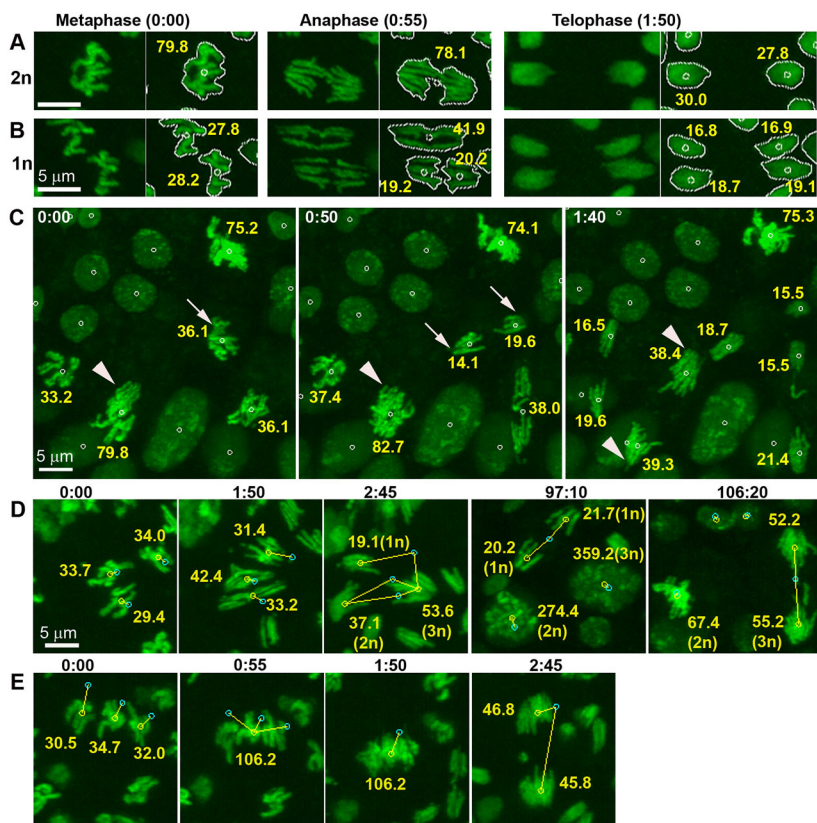 Metaphase (0:00) Anaphase (0:55) Telophase (1:50)
A
2n
79.8
78.1
27.8
30.0
B
1n
27.8
28.2
41.9
20.2
19.2
16.8
16.9
18.7
19.1
5 μm
C
0:00
75.2
36.1
33.2
36.1
79.8
5 μm
0:50
74.1
19.6
14.1
37.4
38.0
82.7
1:40
75.3
15.5
16.5
18.7
38.4
15.5
19.6
39.3
21.4
D
0:00 1:50 2:45 97:10 106:20
34.0
33.7
29.4
5 μm
31.4
42.4
33.2
19.1(1n)
37.1
(2n)
53.6
(3n)
21.7(1n)
20.2
(1n)
359.2(3n)
274.4
(2n)
52.2
67.4
(2n)
55.2
(3n)
E
0:00 0:55 1:50 2:45
30.5
34.7
32.0
106.2
106.2
46.8
45.8